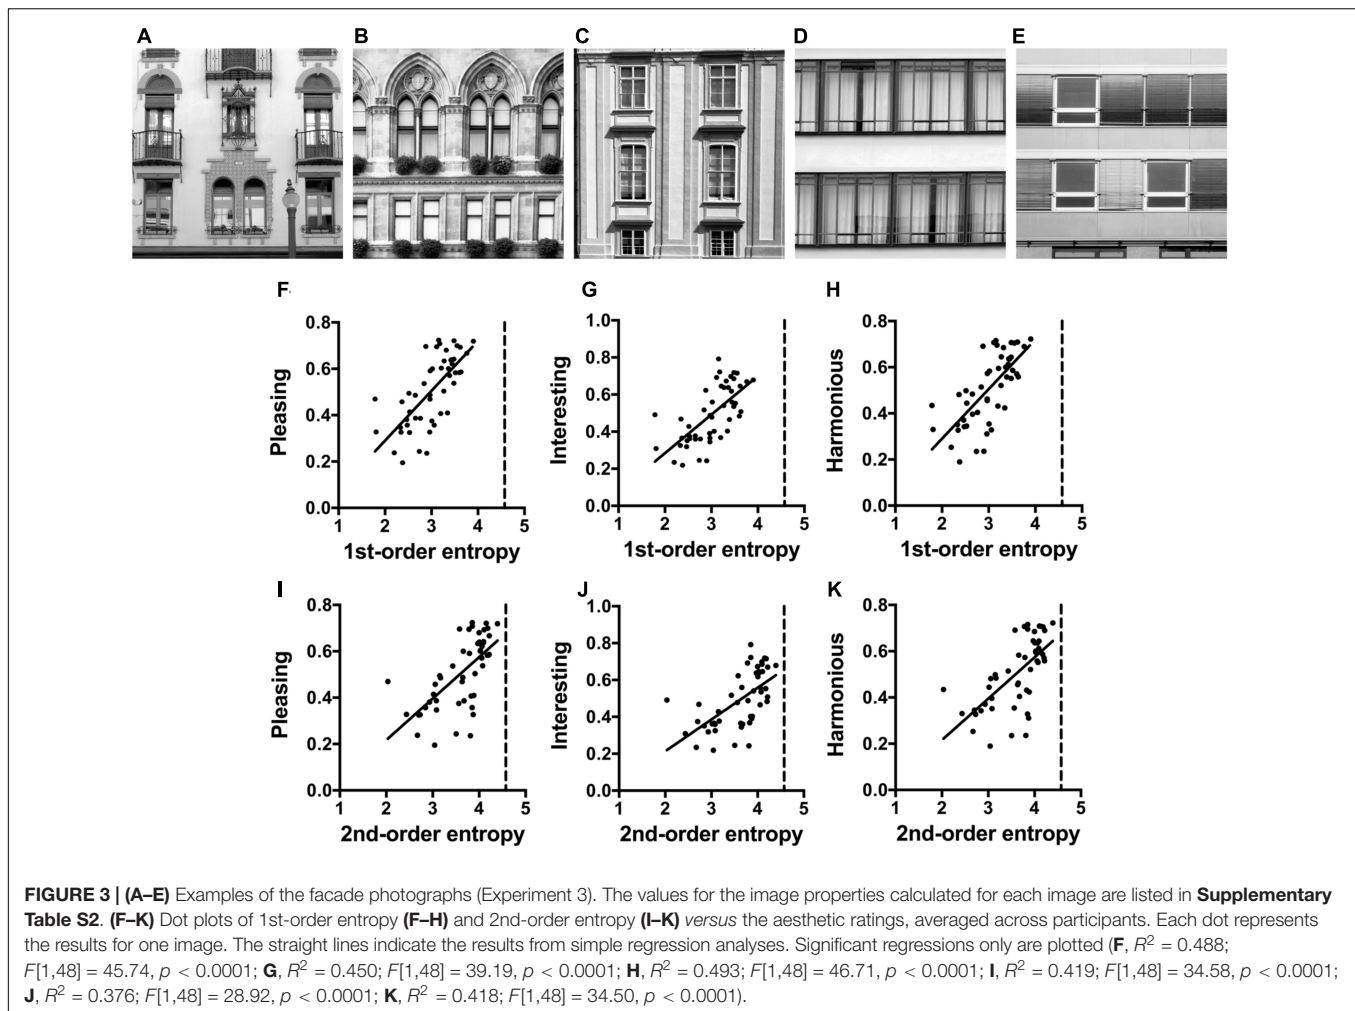 A B C D E
F G H
0.8 1.0 0.8
0.6 0.8 0.6
0.4 0.6 0.4
0.2 0.4 0.2
0.0 0.2 0.0
0.0
Pleasing Interesting Harmonious
1 2 3 4 5 1 2 3 4 5 1 2 3 4 5
1st-order entropy 1st-order entropy 1st-order entropy
I J K
0.8 1.0 0.8
0.6 0.8 0.6
0.4 0.6 0.4
0.2 0.4 0.2
0.0 0.2 0.0
0.0
Pleasing Interesting Harmonious
1 2 3 4 5 1 2 3 4 5 1 2 3 4 5
2nd-order entropy 2nd-order entropy 2nd-order entropy
FIGURE 3 | (A–E) Examples of the facade photographs (Experiment 3). The values for the image properties calculated for each image are listed in Supplementary
Table S2. (F–K) Dot plots of 1st-order entropy (F–H) and 2nd-order entropy (I–K) versus the aesthetic ratings, averaged across participants. Each dot represents
the results for one image. The straight lines indicate the results from simple regression analyses. Significant regressions only are plotted (F, R² = 0.488;
F[1,48] = 45.74, p < 0.0001; G, R² = 0.450; F[1,48] = 39.19, p < 0.0001; H, R² = 0.493; F[1,48] = 46.71, p < 0.0001; I, R² = 0.419; F[1,48] = 34.58, p < 0.0001;
J, R² = 0.376; F[1,48] = 28.92, p < 0.0001; K, R² = 0.418; F[1,48] = 34.50, p < 0.0001).